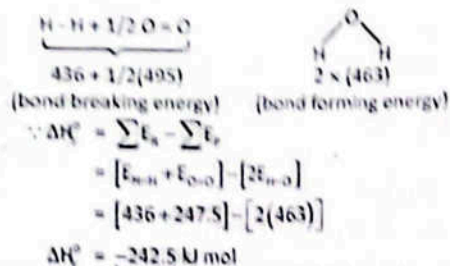 H - H + 1/2 O = O
O
H H
436 + 1/2(495)
2 × (463)
(bond breaking energy) (bond forming energy)
∵ ΔH°f = ∑E_R − ∑E_P
= [E_H-H + E_O=O] − [2E_H-O]
= [436 + 247.5] − [2(463)]
ΔH°f = −242.5 kJ mol